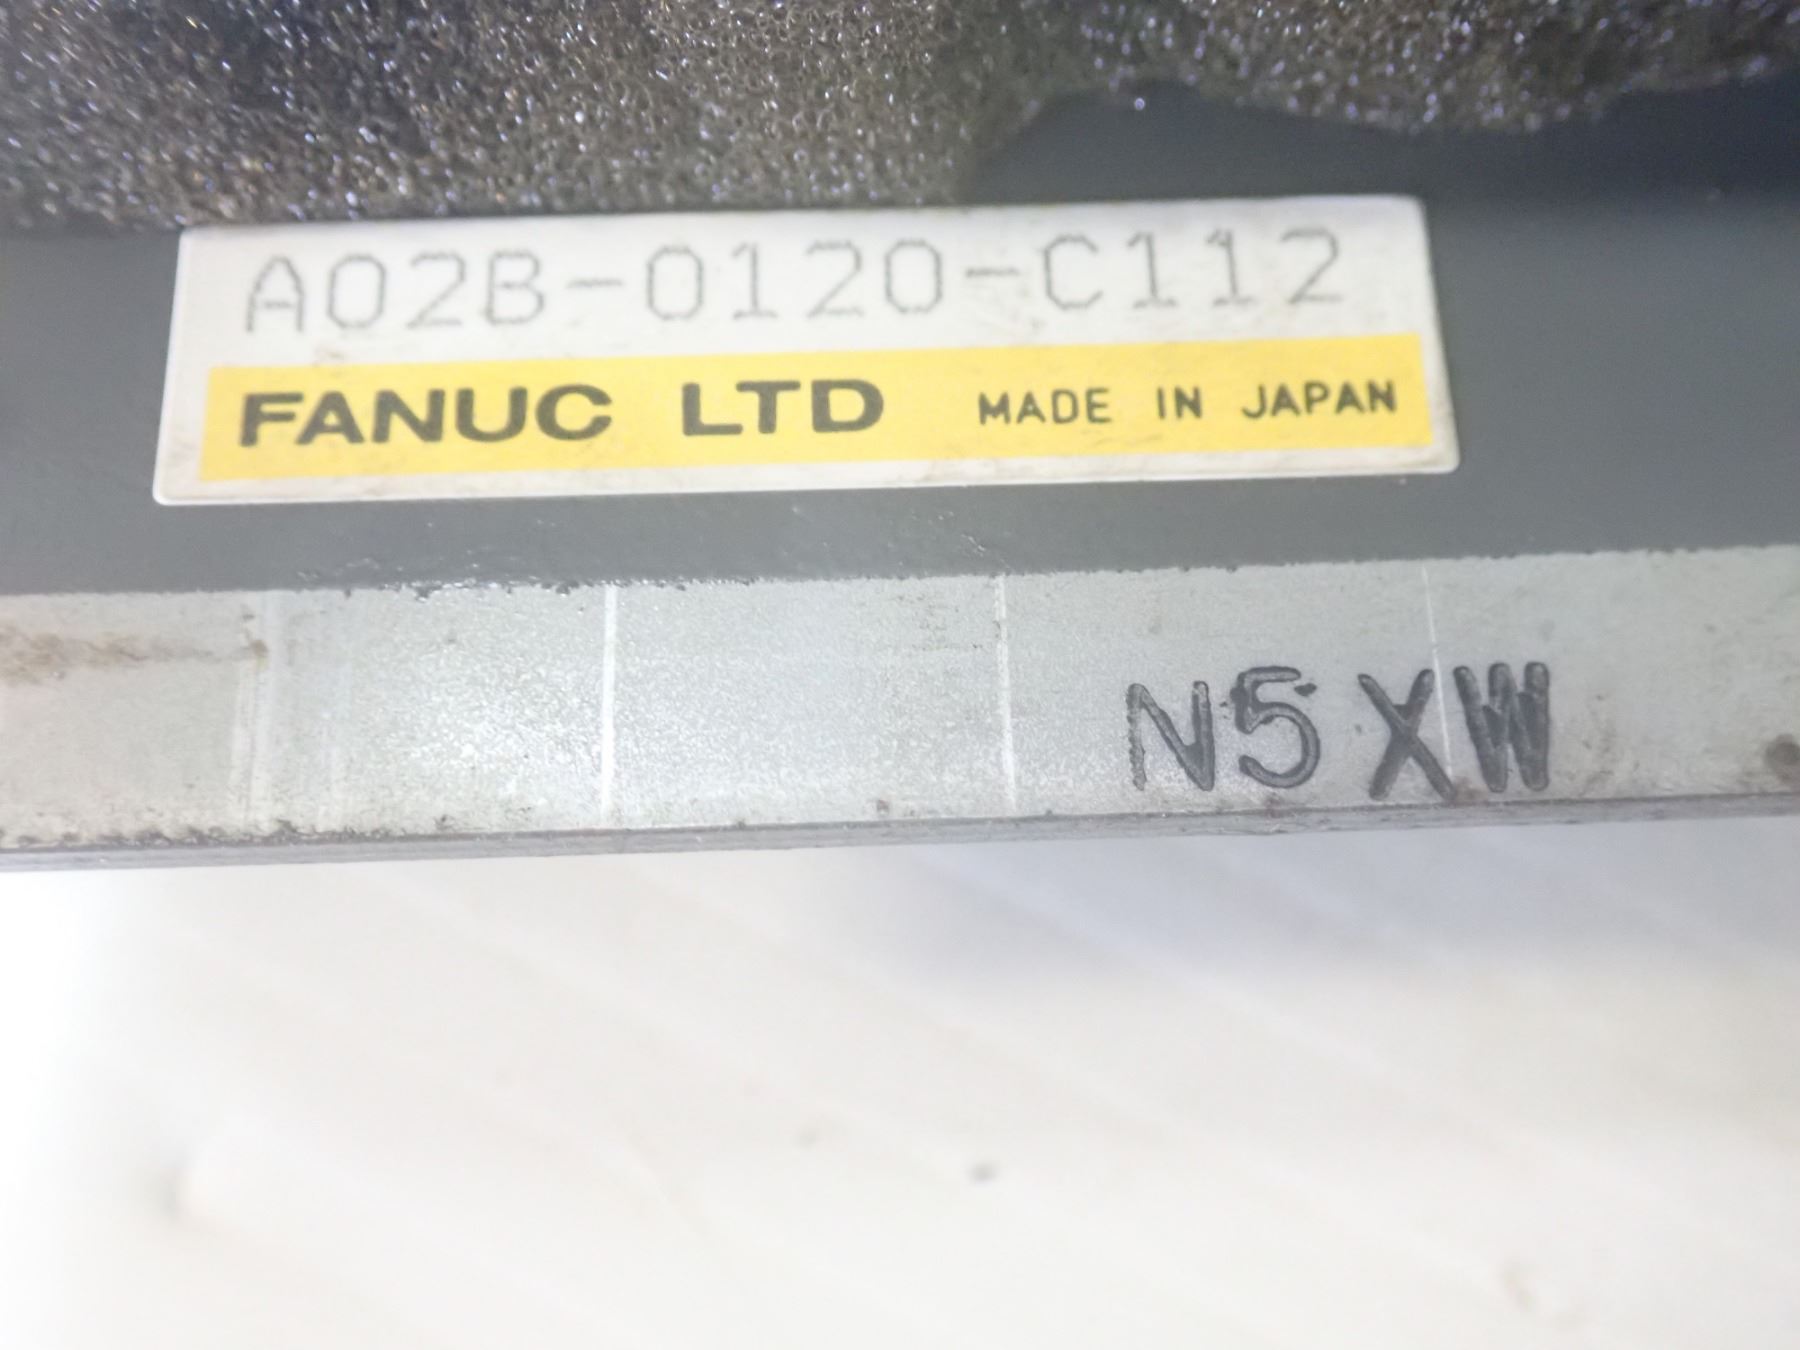 A02B-0120-C112
FANUC LTD MADE IN JAPAN
N5XW